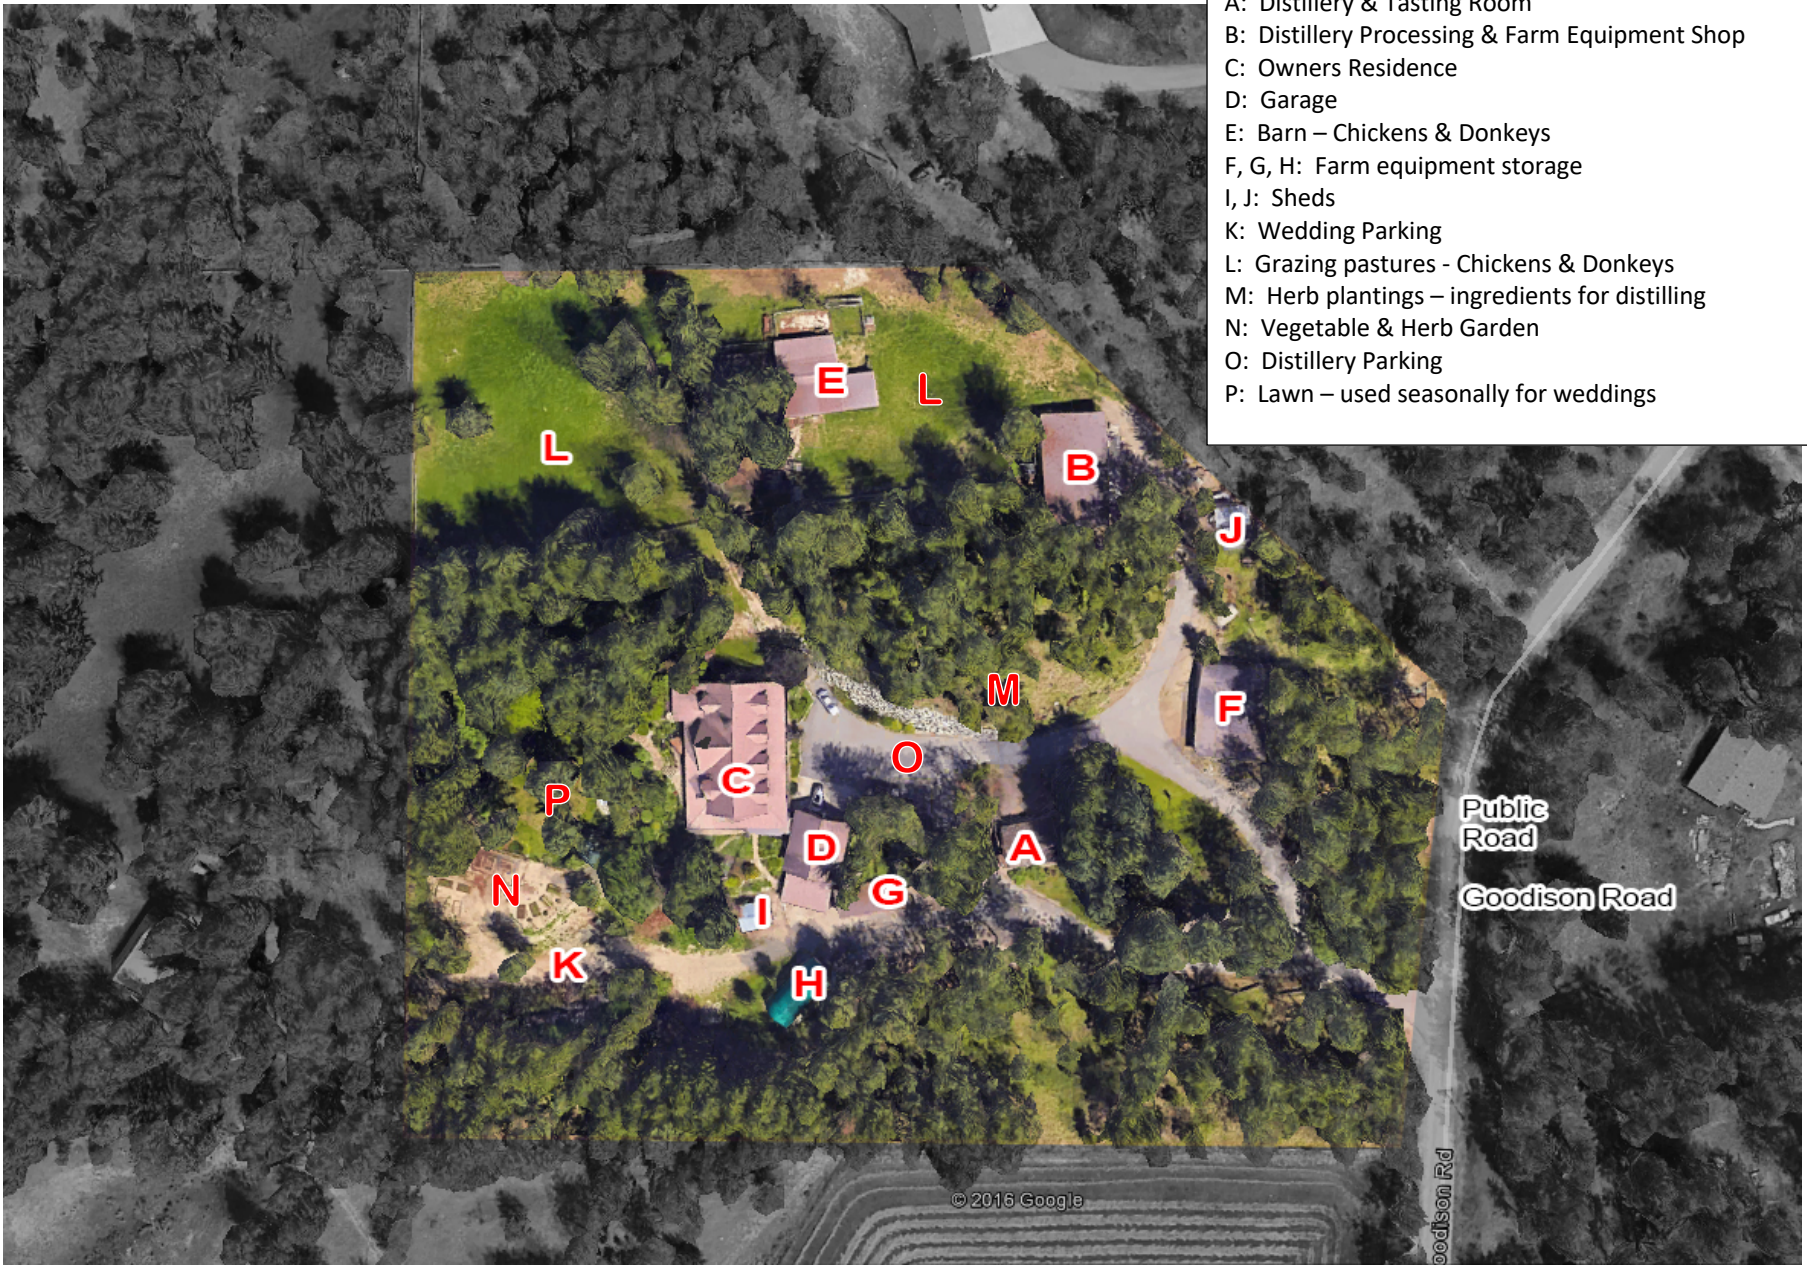 A: Distillery & Tasting Room
B: Distillery Processing & Farm Equipment Shop
C: Owners Residence
D: Garage
E: Barn – Chickens & Donkeys
F, G, H: Farm equipment storage
I, J: Sheds
K: Wedding Parking
L: Grazing pastures - Chickens & Donkeys
M: Herb plantings – ingredients for distilling
N: Vegetable & Herb Garden
O: Distillery Parking
P: Lawn – used seasonally for weddings
E
L
L
B
J
M
F
O
C
P
D
A
N
G
I
K
H
Public
Road
Goodison Road
© 2016 Google
oodison Rd